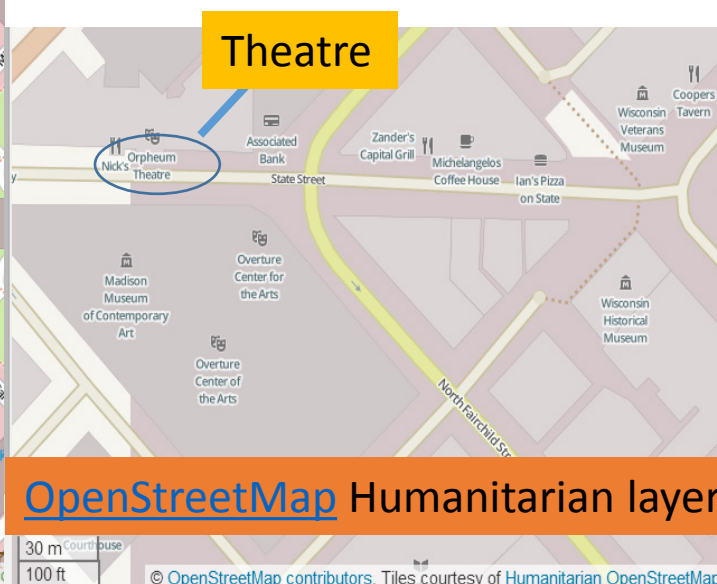 Theatre
Coopers
Tavern
Wisconsin
Veterans
Museum
Associated
Bank
Zander's
Capital Grill
Michelangelos
Coffee House
Ian's Pizza
on State
Nick's
Orpheum
Theatre
State Street
Overture
Center for
the Arts
Madison
Museum
of Contemporary
Art
Wisconsin
Historical
Museum
Overture
Center of
the Arts
North Fairchild Str
OpenStreetMap Humanitarian layer
30 m
Courthouse
100 ft
© OpenStreetMap contributors. Tiles courtesy of Humanitarian OpenStreetMap